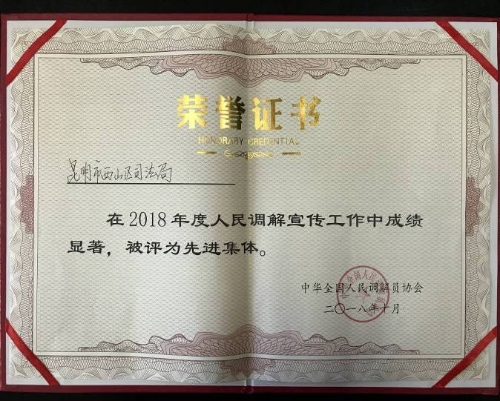 荣誉证书
HONORARY CREDENTIAL
昆明市西山区司法局
在2018年度人民调解宣传工作中成绩
显著，被评为先进集体。
中华全国人民调解员协会
二〇一八年十月